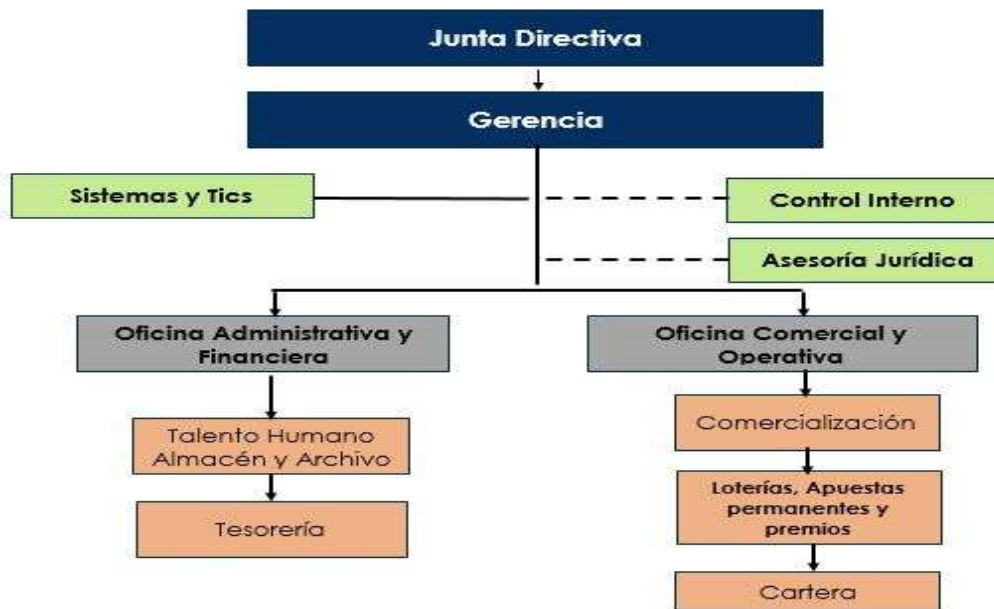 Junta Directiva
Gerencia
Sistemas y Tics
Control Interno
Asesoría Jurídica
Oficina Administrativa y
Financiera
Oficina Comercial y
Operativa
Talento Humano
Almacén y Archivo
Tesorería
Comercialización
Loterías, Apuestas
permanentes y
premios
Cartera